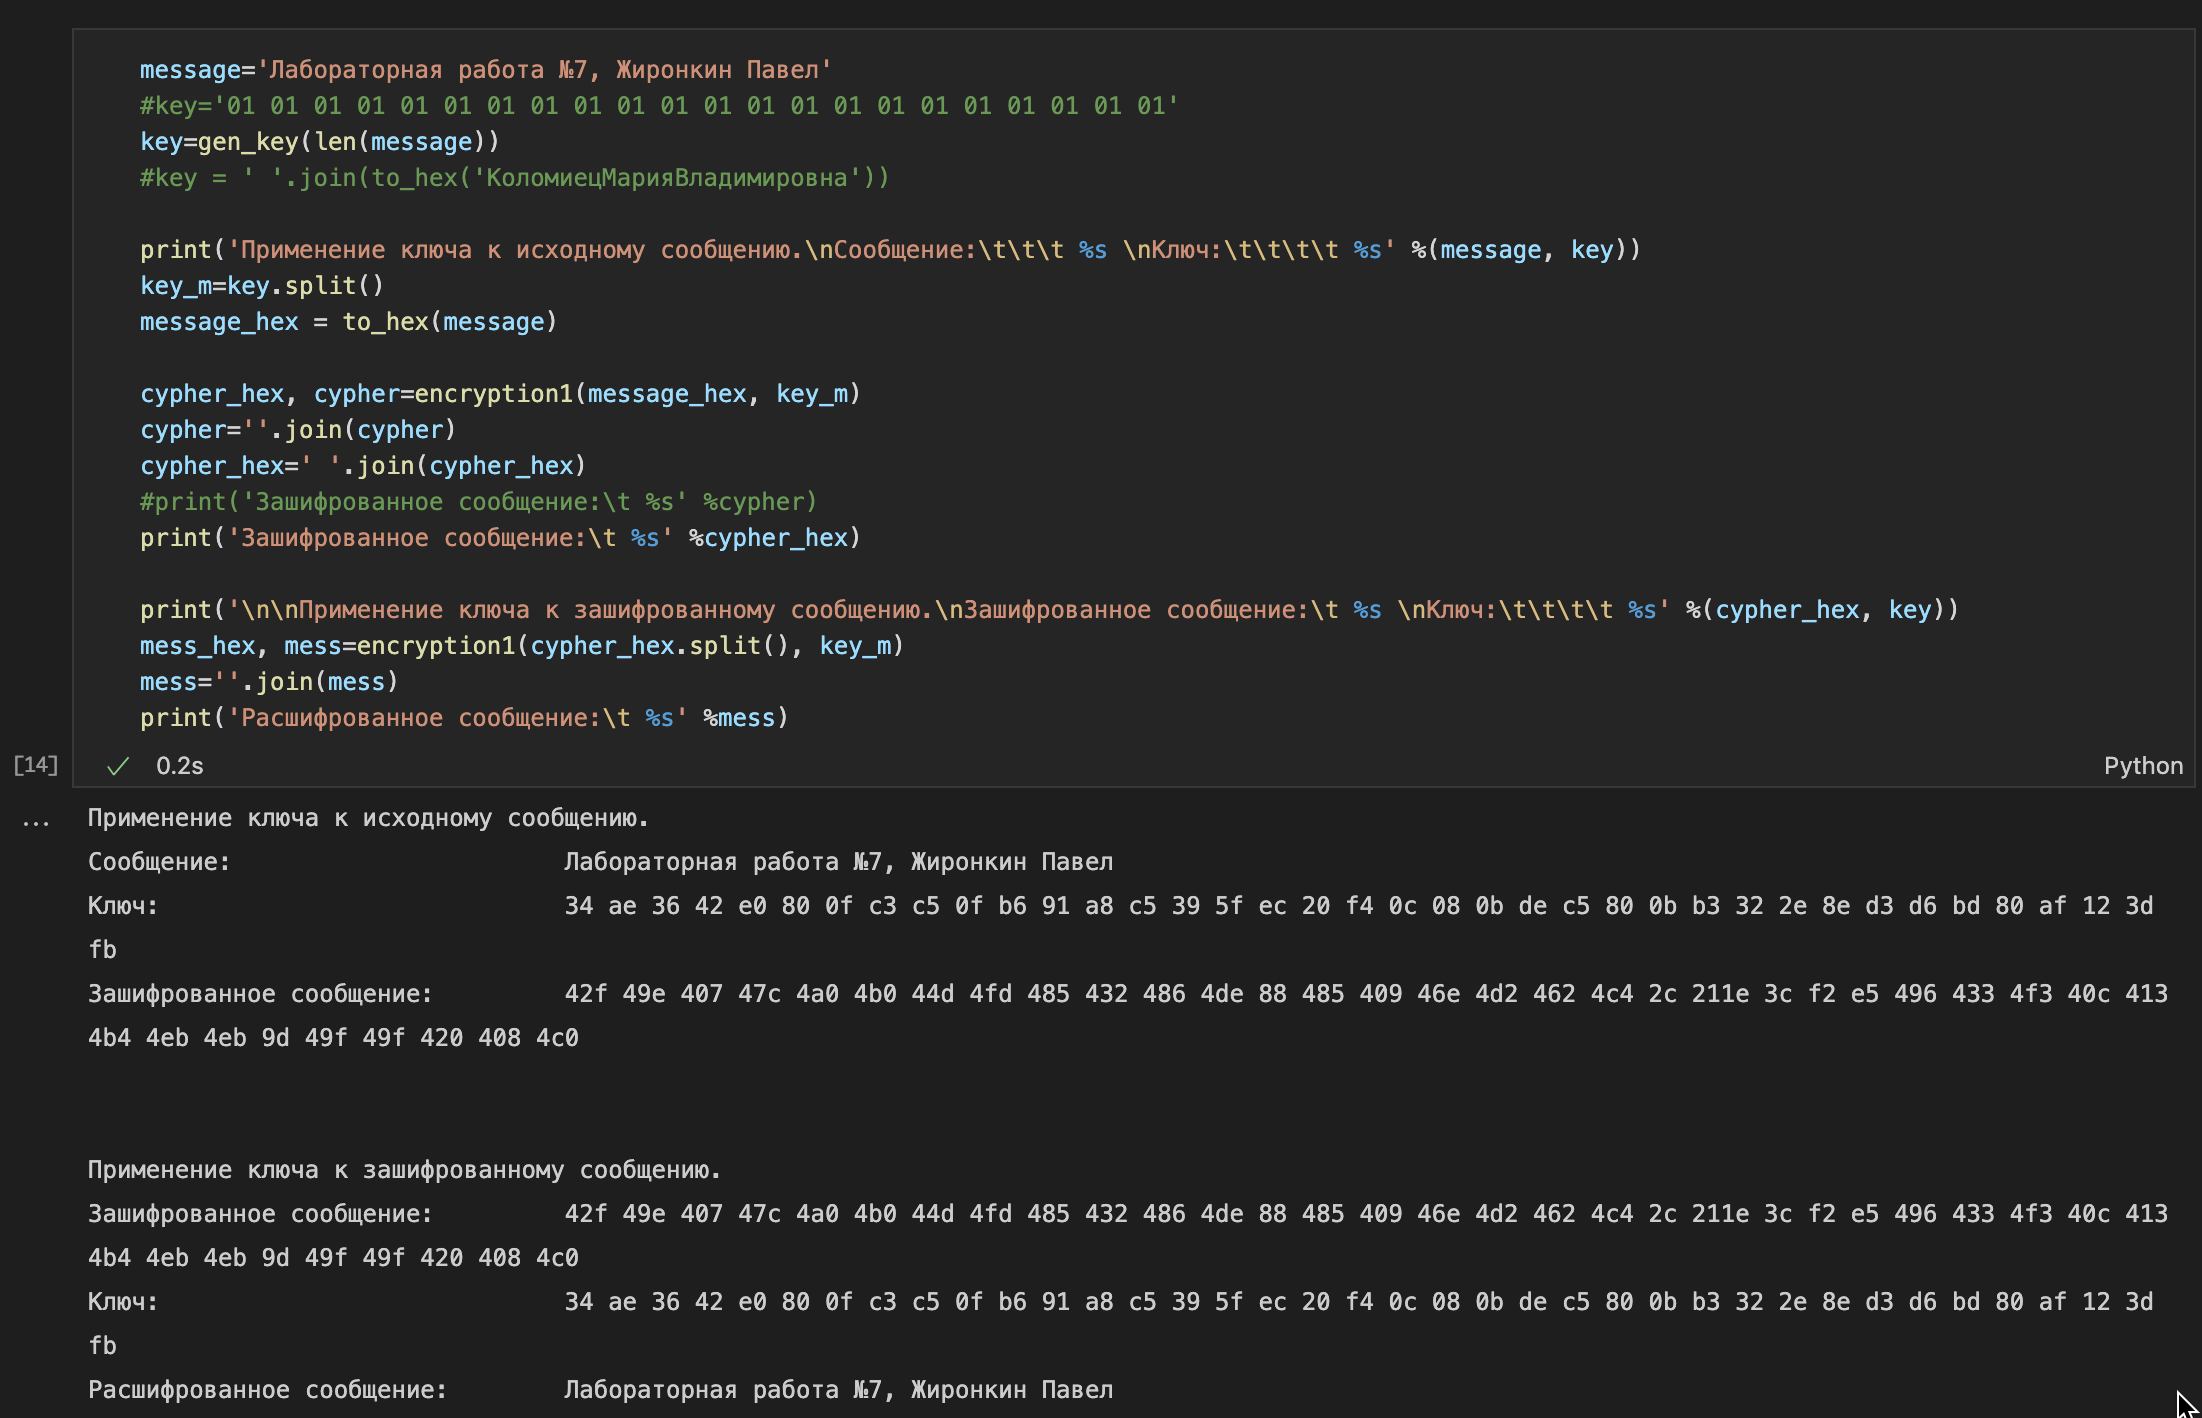 message='Лабораторная работа №7, Жиронкин Павел'
#key='01 01 01 01 01 01 01 01 01 01 01 01 01 01 01 01 01 01 01 01 01 01'
key=gen_key(len(message))
#key = ' '.join(to_hex('КоломиецМарияВладимировна'))
print('Применение ключа к исходному сообщению.\nСообщение:\t\t\t %s \nКлюч:\t\t\t\t %s' %(message, key))
key_m=key.split()
message_hex = to_hex(message)
cypher_hex, cypher=encryption1(message_hex, key_m)
cypher=''.join(cypher)
cypher_hex=' '.join(cypher_hex)
#print('Зашифрованное сообщение:\t %s' %cypher)
print('Зашифрованное сообщение:\t %s' %cypher_hex)
print('\n\nПрименение ключа к зашифрованному сообщению.\nЗашифрованное сообщение:\t %s \nКлюч:\t\t\t\t %s' %(cypher_hex, key))
mess_hex, mess=encryption1(cypher_hex.split(), key_m)
mess=''.join(mess)
print('Расшифрованное сообщение:\t %s' %mess)
[14] 0.2s Python
... Применение ключа к исходному сообщению.
Сообщение: Лабораторная работа №7, Жиронкин Павел
Ключ: 34 ae 36 42 e0 80 0f c3 c5 0f b6 91 a8 c5 39 5f ec 20 f4 0c 08 0b de c5 80 0b b3 32 2e 8e d3 d6 bd 80 af 12 3d
fb
Зашифрованное сообщение: 42f 49e 407 47c 4a0 4b0 44d 4fd 485 432 486 4de 88 485 409 46e 4d2 462 4c4 2c 211e 3c f2 e5 496 433 4f3 40c 413
4b4 4eb 4eb 9d 49f 49f 420 408 4c0
Применение ключа к зашифрованному сообщению.
Зашифрованное сообщение: 42f 49e 407 47c 4a0 4b0 44d 4fd 485 432 486 4de 88 485 409 46e 4d2 462 4c4 2c 211e 3c f2 e5 496 433 4f3 40c 413
4b4 4eb 4eb 9d 49f 49f 420 408 4c0
Ключ: 34 ae 36 42 e0 80 0f c3 c5 0f b6 91 a8 c5 39 5f ec 20 f4 0c 08 0b de c5 80 0b b3 32 2e 8e d3 d6 bd 80 af 12 3d
fb
Расшифрованное сообщение: Лабораторная работа №7, Жиронкин Павел